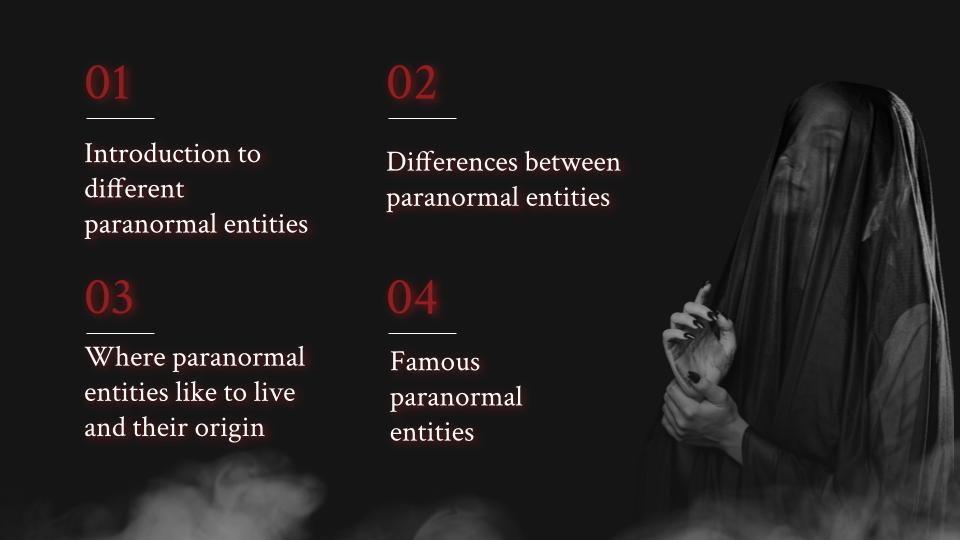 01
Introduction to
different
paranormal entities
02
Differences between
paranormal entities
03
Where paranormal
entities like to live
and their origin
04
Famous
paranormal
entities